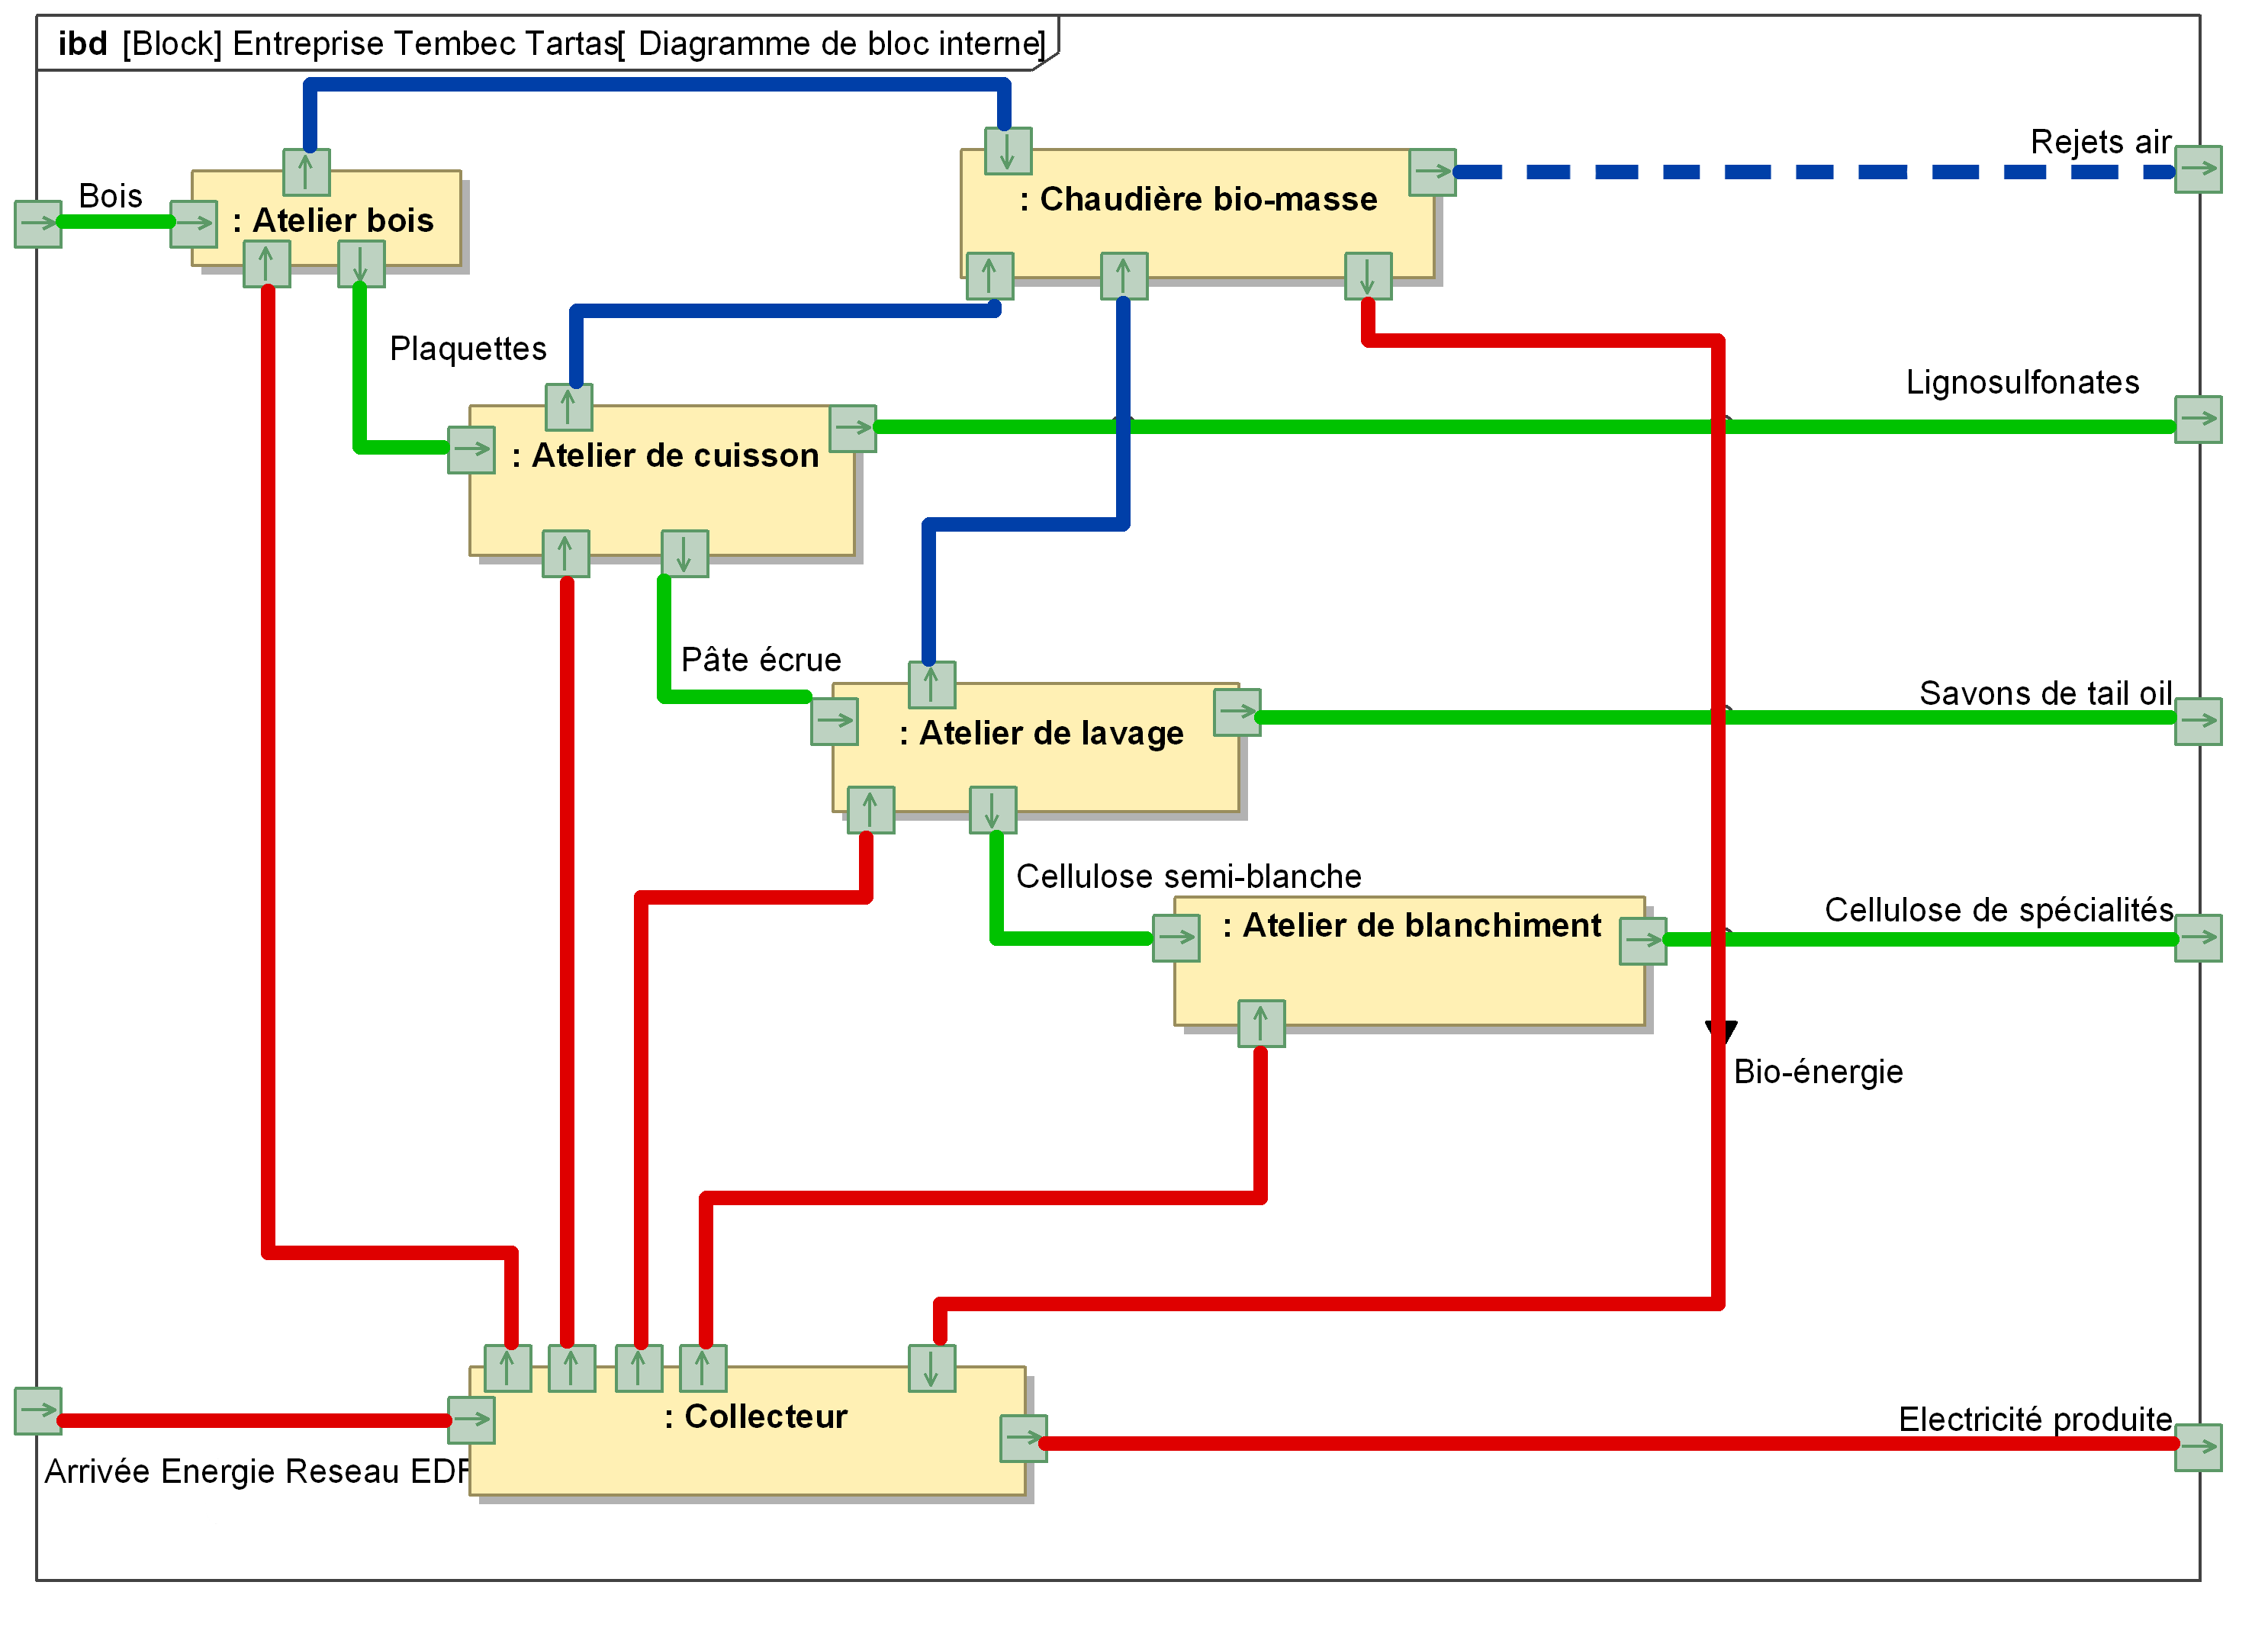 ibd [Block] Entreprise Tembec Tartas[ Diagramme de bloc interne]
Rejets air
Bois
: Atelier bois
: Chaudière bio-masse
Plaquettes
Lignosulfonates
: Atelier de cuisson
Pâte écrue
Savons de tail oil
: Atelier de lavage
Cellulose semi-blanche
: Atelier de blanchiment
Cellulose de spécialités
Bio-énergie
: Collecteur
Electricité produite
Arrivée Energie Reseau EDF